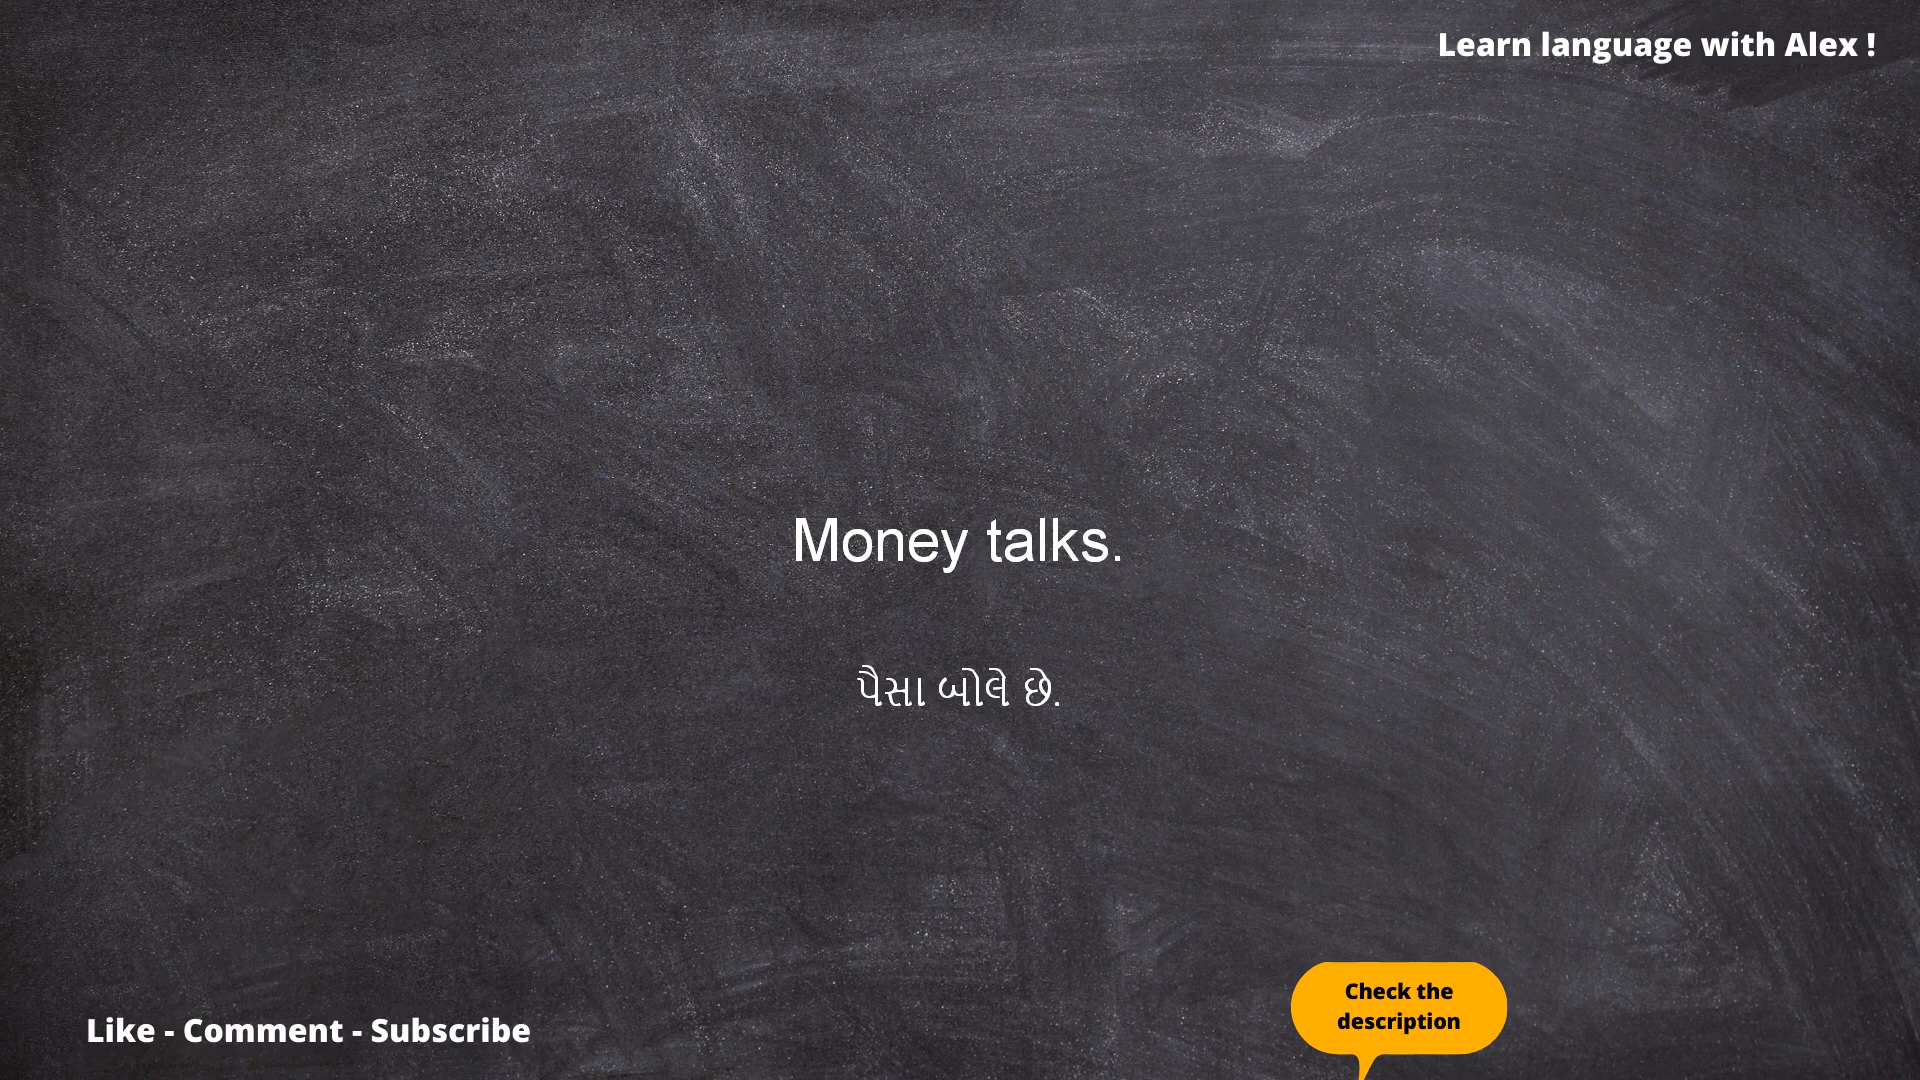 Learn language with Alex !
Money talks.
પૈસા બોલે છે.
Check the
description
Like - Comment - Subscribe